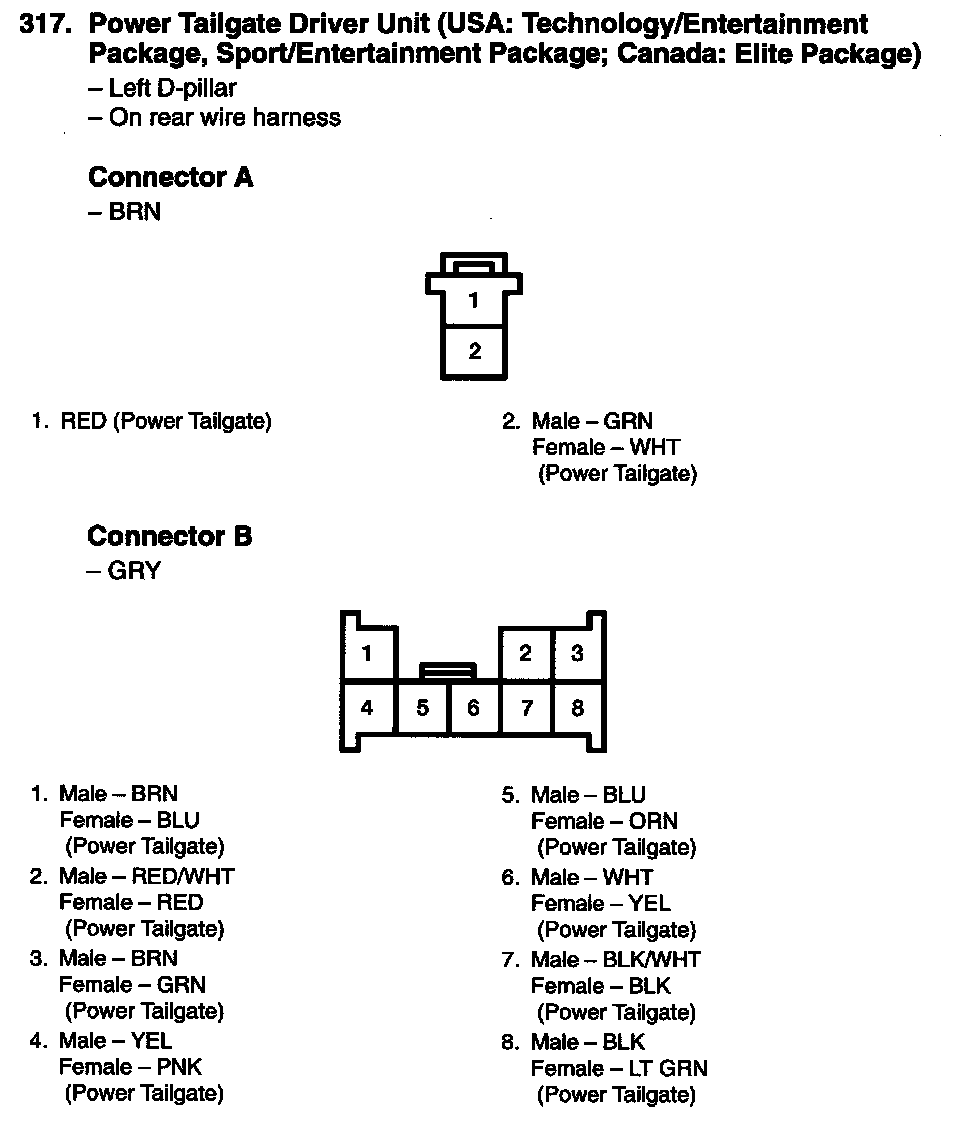 317. Power Tailgate Driver Unit (USA: Technology/Entertainment
Package, Sport/Entertainment Package; Canada: Elite Package)
– Left D-pillar
– On rear wire harness
Connector A
– BRN
1
2
1. RED (Power Tailgate)
2. Male – GRN
Female – WHT
(Power Tailgate)
Connector B
– GRY
1 2 3
4 5 6 7 8
1. Male – BRN
Female – BLU
(Power Tailgate)
2. Male – RED/WHT
Female – RED
(Power Tailgate)
3. Male – BRN
Female – GRN
(Power Tailgate)
4. Male – YEL
Female – PNK
(Power Tailgate)
5. Male – BLU
Female – ORN
(Power Tailgate)
6. Male – WHT
Female – YEL
(Power Tailgate)
7. Male – BLK/WHT
Female – BLK
(Power Tailgate)
8. Male – BLK
Female – LT GRN
(Power Tailgate)